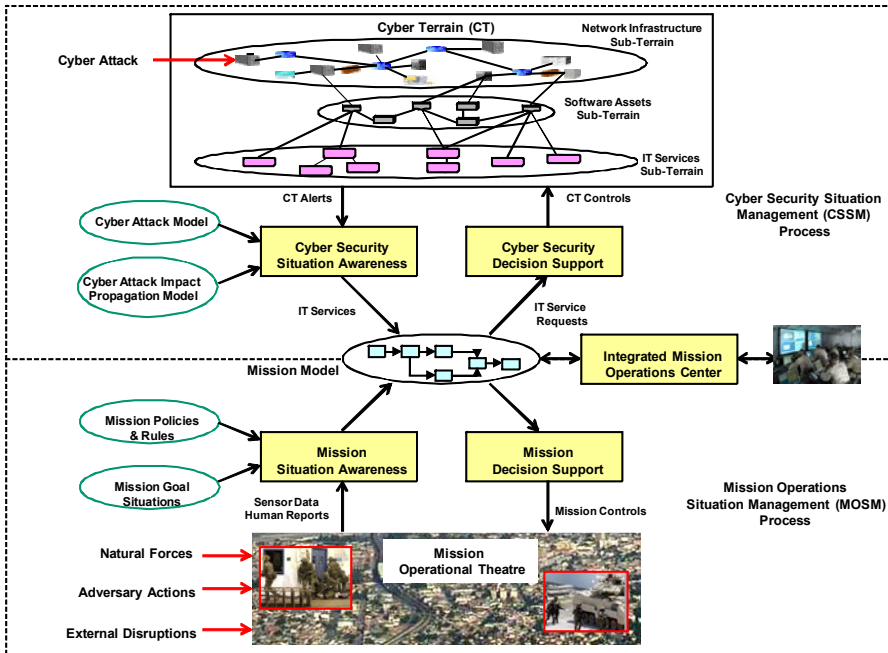 Cyber Terrain (CT)
Network Infrastructure
Sub-Terrain
Cyber Attack
Software Assets
Sub-Terrain
IT Services
Sub-Terrain
CT Alerts
CT Controls
Cyber Security Situation
Management (CSSM)
Process
Cyber Attack Model
Cyber Security
Situation Awareness
Cyber Security
Decision Support
Cyber Attack Impact
Propagation Model
IT Services
IT Service
Requests
Mission Model
Integrated Mission
Operations Center
Mission Policies
& Rules
Mission
Situation Awareness
Mission
Decision Support
Mission Goal
Situations
Sensor Data
Human Reports
Mission Controls
Mission Operations
Situation Management (MOSM)
Process
Natural Forces
Mission
Operational Theatre
Adversary Actions
External Disruptions